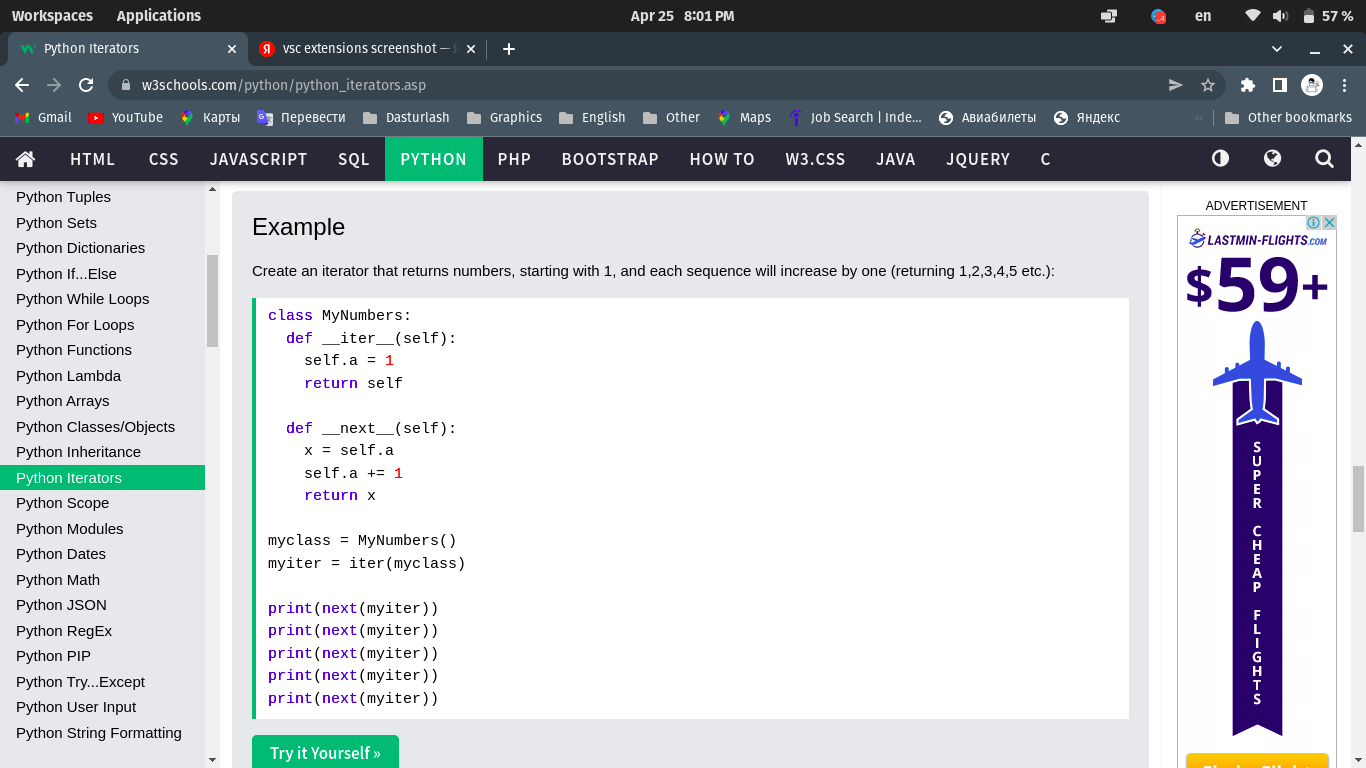 Workspaces Applications Apr 25 8:01 PM en 57 %
Python Iterators vsc extensions screenshot —
w3schools.com/python/python_iterators.asp
Gmail YouTube Карты Перевести Dasturlash Graphics English Other Maps Job Search | Inde... Авиабилеты Яндекс » Other bookmarks
HTML CSS JAVASCRIPT SQL PYTHON PHP BOOTSTRAP HOW TO W3.CSS JAVA JQUERY C
Python Tuples
Python Sets
Python Dictionaries
Python If...Else
Python While Loops
Python For Loops
Python Functions
Python Lambda
Python Arrays
Python Classes/Objects
Python Inheritance
Python Iterators
Python Scope
Python Modules
Python Dates
Python Math
Python JSON
Python RegEx
Python PIP
Python Try...Except
Python User Input
Python String Formatting
Example
Create an iterator that returns numbers, starting with 1, and each sequence will increase by one (returning 1,2,3,4,5 etc.):
class MyNumbers:
  def __iter__(self):
    self.a = 1
    return self
  def __next__(self):
    x = self.a
    self.a += 1
    return x
myclass = MyNumbers()
myiter = iter(myclass)
print(next(myiter))
print(next(myiter))
print(next(myiter))
print(next(myiter))
print(next(myiter))
Try it Yourself »
ADVERTISEMENT
LASTMIN-FLIGHTS.COM
$59+
SUPER CHEAP FLIGHTS